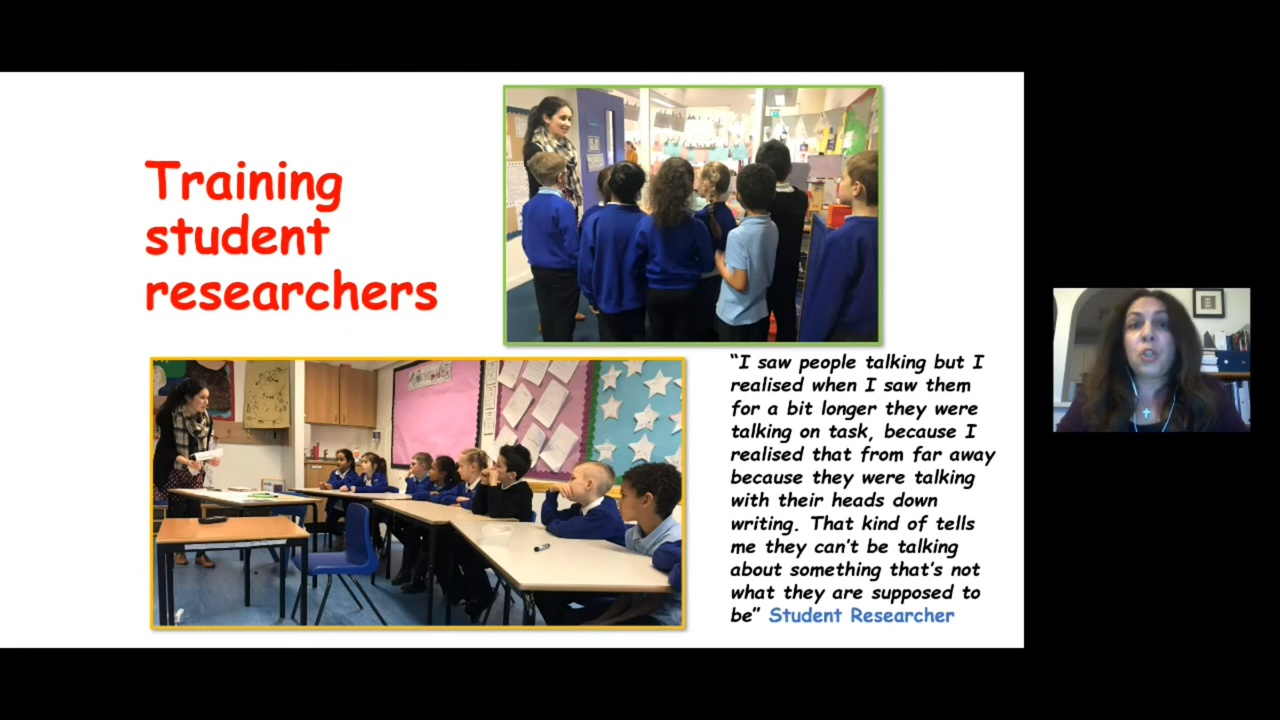 Training
student
researchers
“I saw people talking but I
realised when I saw them
for a bit longer they were
talking on task, because I
realised that from far away
because they were talking
with their heads down
writing. That kind of tells
me they can’t be talking
about something that’s not
what they are supposed to
be” Student Researcher